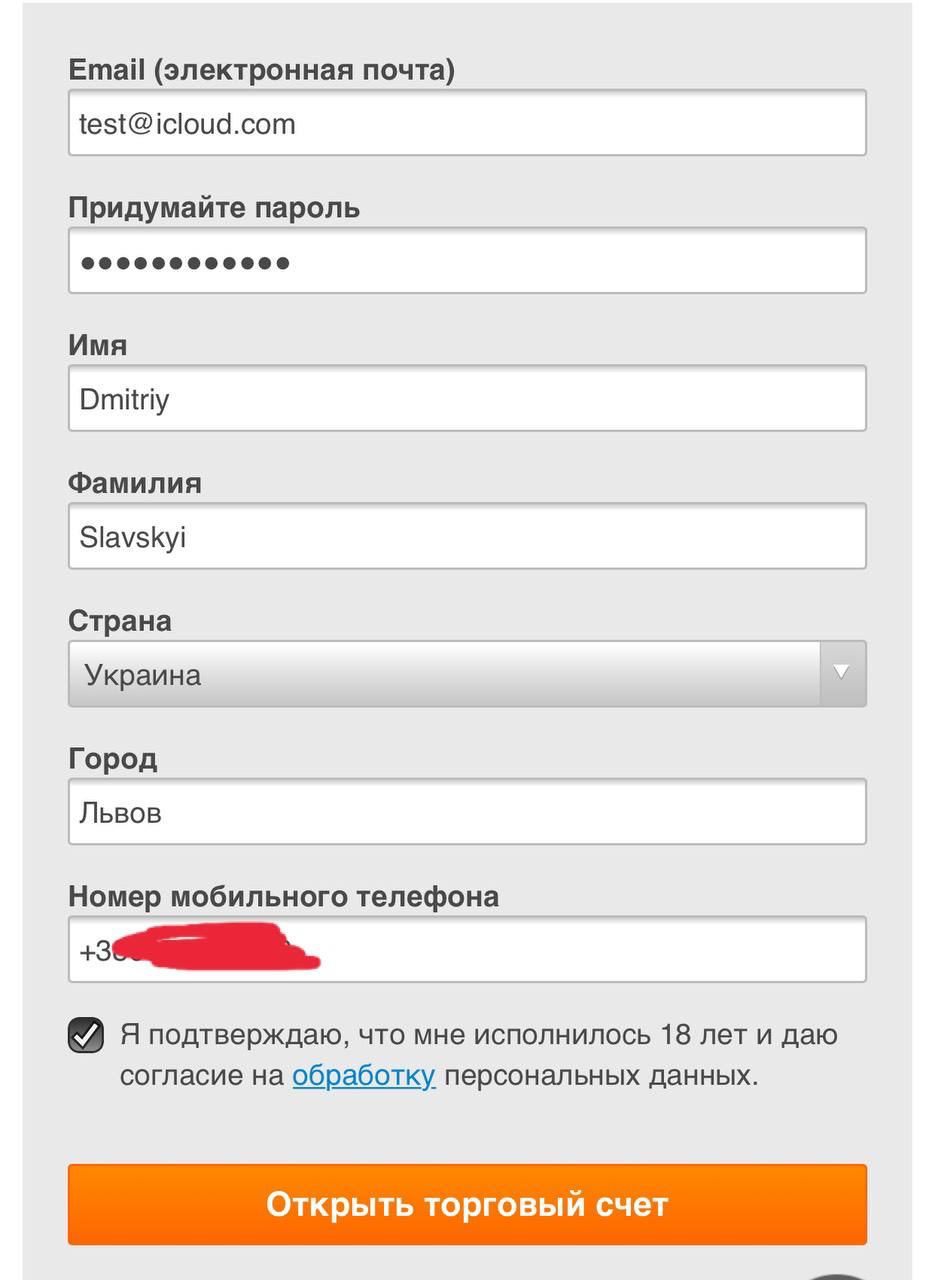 Email (электронная почта)
test@icloud.com
Придумайте пароль
••••••••••••
Имя
Dmitriy
Фамилия
Slavskyi
Страна
Украина
Город
Львов
Номер мобильного телефона
+3
Я подтверждаю, что мне исполнилось 18 лет и даю
согласие на обработку персональных данных.
Открыть торговый счет